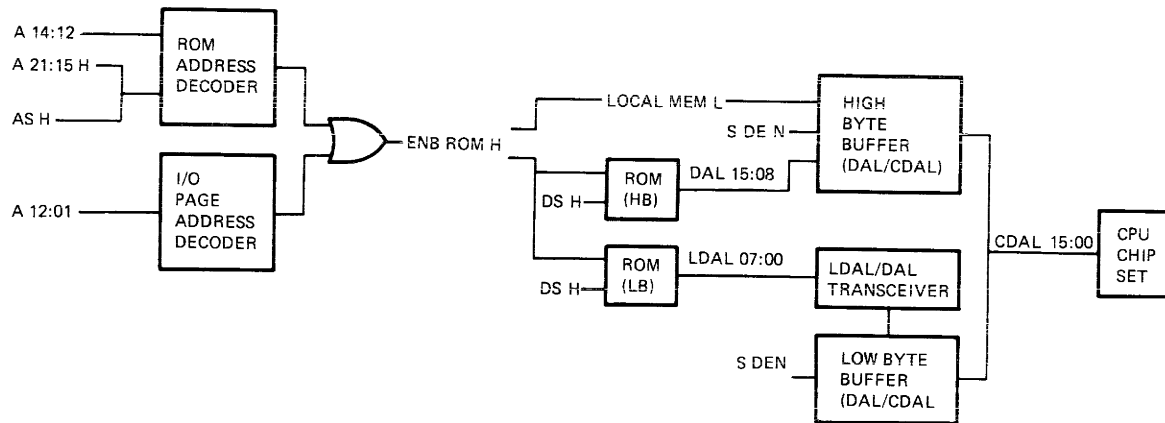 A 14:12
A 21:15 H
AS H
ROM
ADDRESS
DECODER
A 12:01
I/O
PAGE
ADDRESS
DECODER
ENB ROM H
LOCAL MEM L
S DE N
DS H
ROM
(HB)
DAL 15:08
HIGH
BYTE
BUFFER
(DAL/CDAL)
DS H
ROM
(LB)
LDAL 07:00
LDAL/DAL
TRANSCEIVER
S DEN
LOW BYTE
BUFFER
(DAL/CDAL
CDAL 15:00
CPU
CHIP
SET